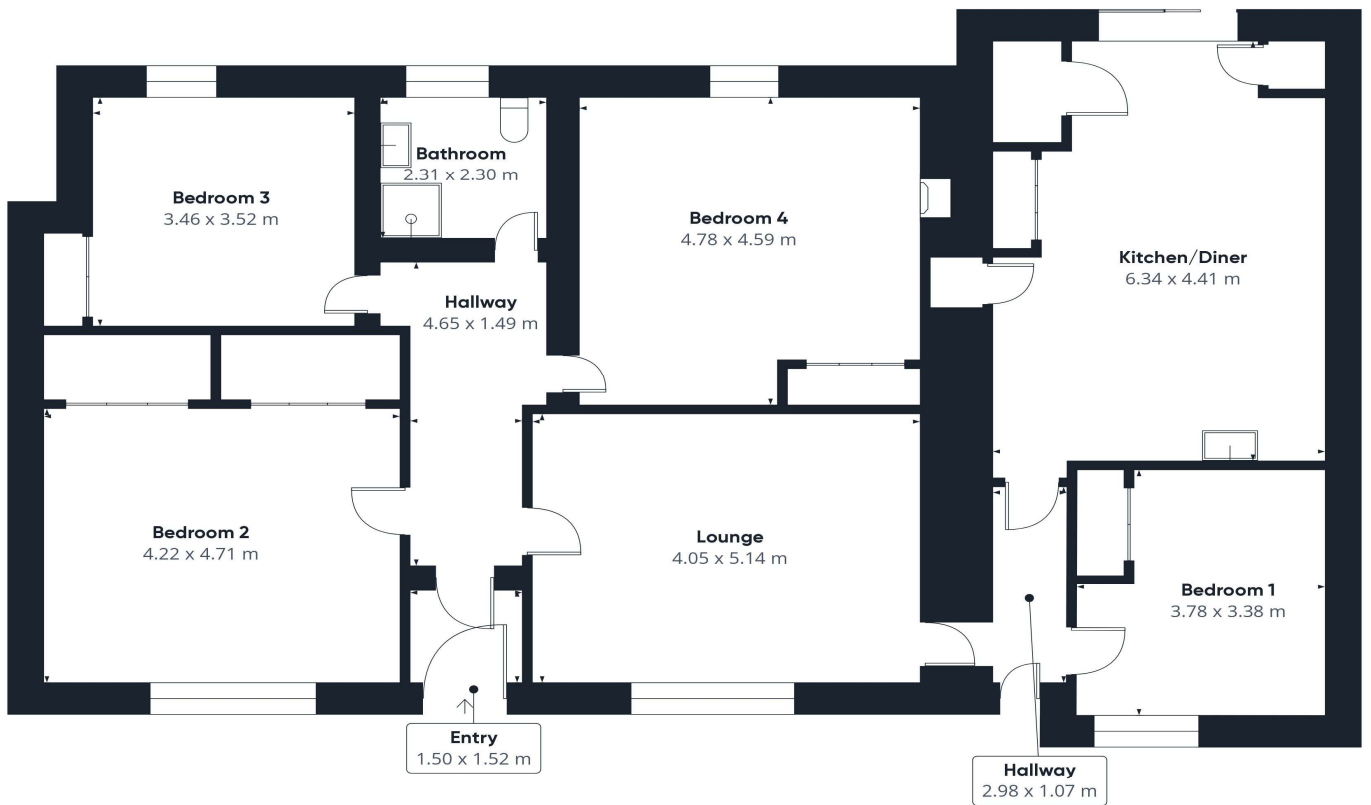 Bedroom 3
3.46 x 3.52 m
Bathroom
2.31 x 2.30 m
Bedroom 4
4.78 x 4.59 m
Kitchen/Diner
6.34 x 4.41 m
Hallway
4.65 x 1.49 m
Bedroom 2
4.22 x 4.71 m
Lounge
4.05 x 5.14 m
Bedroom 1
3.78 x 3.38 m
Entry
1.50 x 1.52 m
Hallway
2.98 x 1.07 m